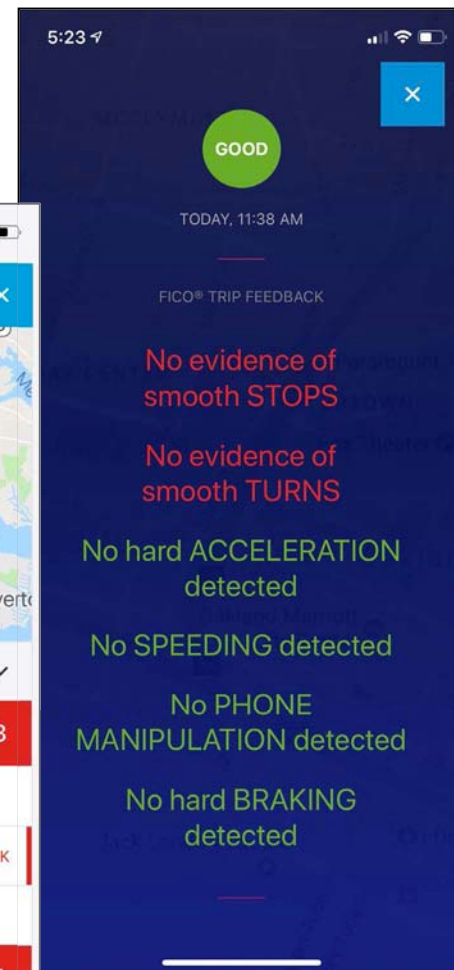 5:23
GOOD
TODAY, 11:38 AM
FICO® TRIP FEEDBACK
No evidence of
smooth STOPS
No evidence of
smooth TURNS
No hard ACCELERATION
detected
No SPEEDING detected
No PHONE
MANIPULATION detected
No hard BRAKING
detected